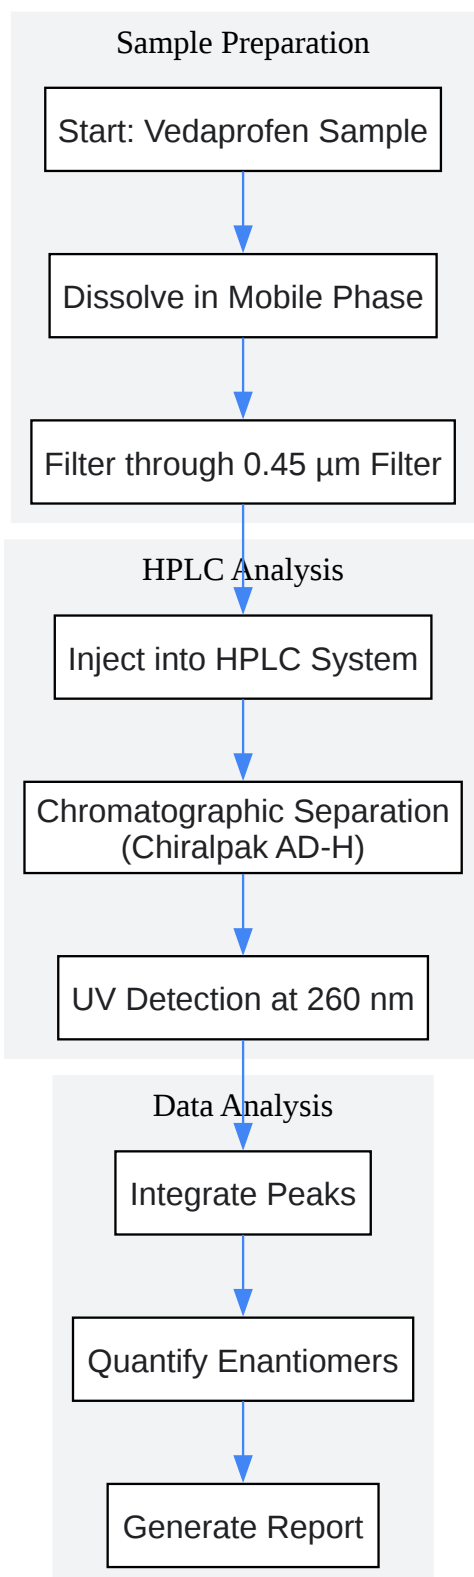 Sample Preparation
Start: Vedaprofen Sample
Dissolve in Mobile Phase
Filter through 0.45 µm Filter
HPLC Analysis
Inject into HPLC System
Chromatographic Separation
(Chiralpak AD-H)
UV Detection at 260 nm
Data Analysis
Integrate Peaks
Quantify Enantiomers
Generate Report